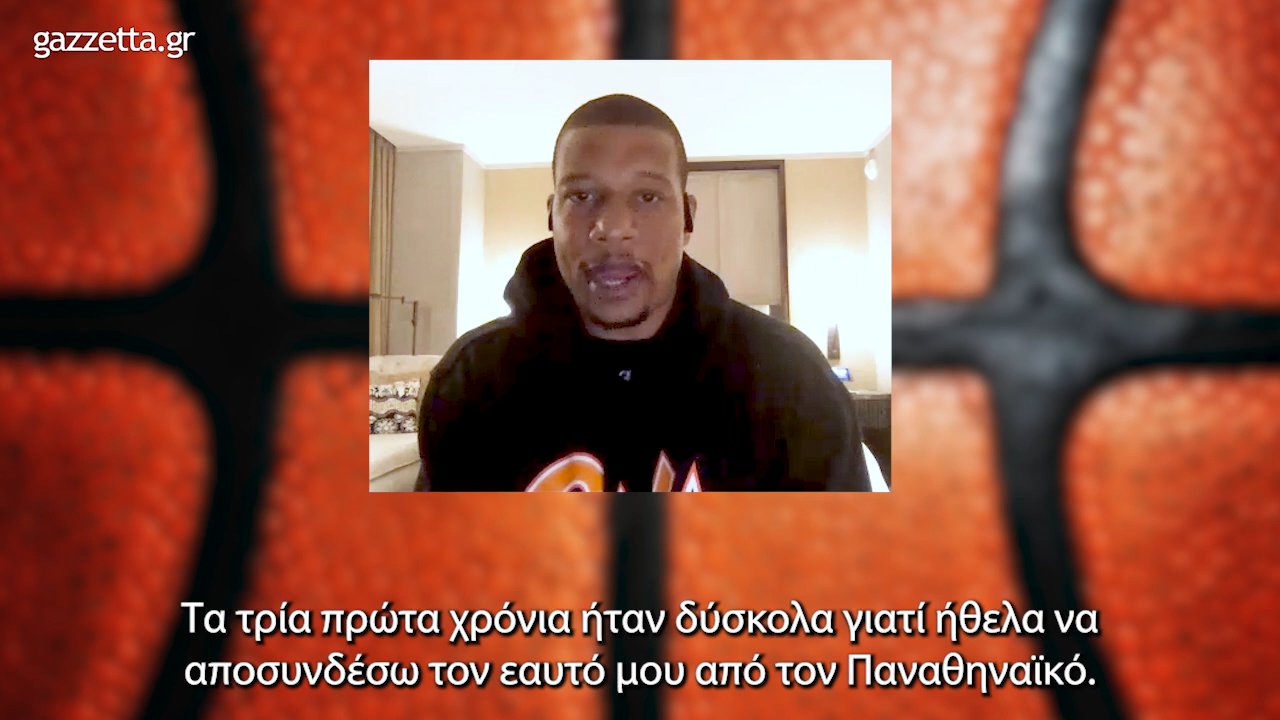 gazzetta.gr
Τα τρία πρώτα χρόνια ήταν δύσκολα γιατί ήθελα να
αποσυνδέσω τον εαυτό μου από τον Παναθηναϊκό.